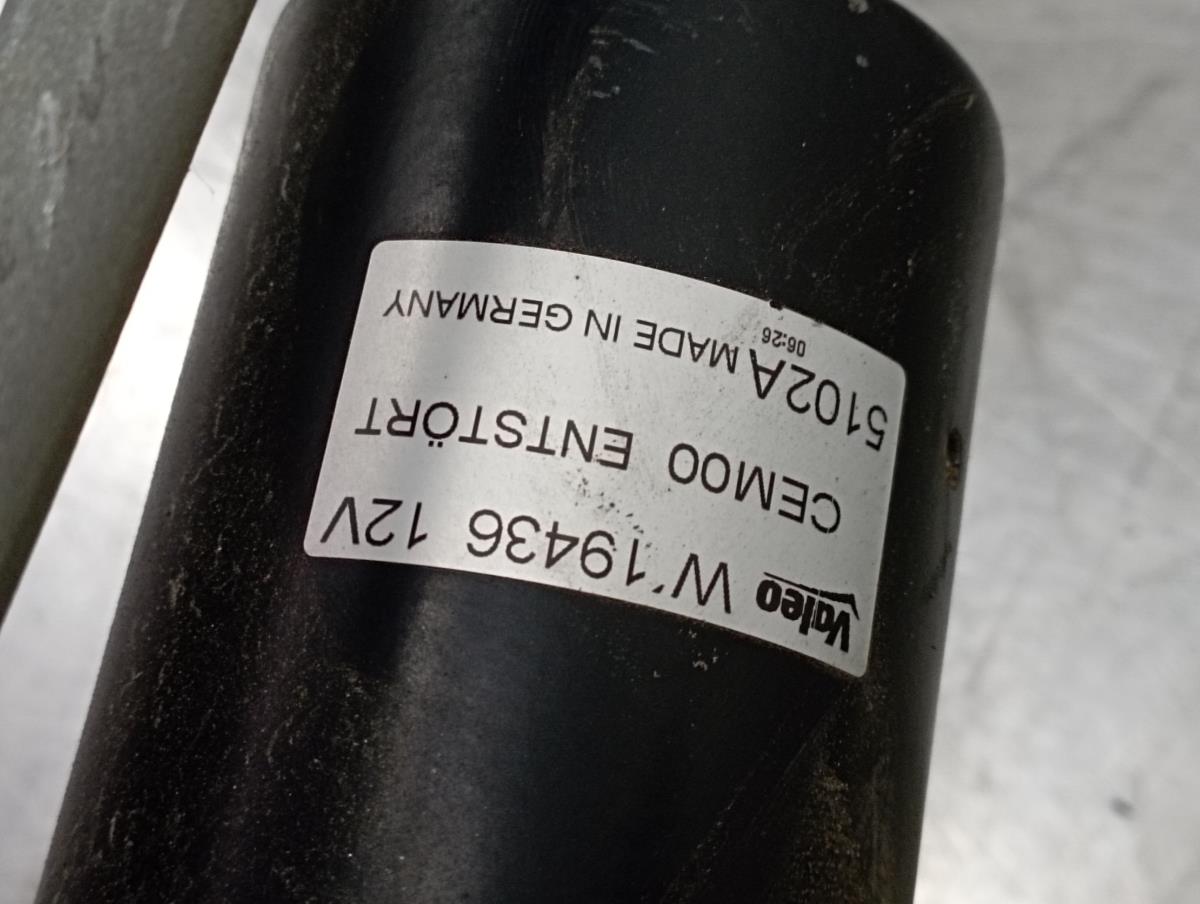 Valeo W 19436 12V
CEM00 ENTSTÖRT
5102A MADE IN GERMANY
06:26